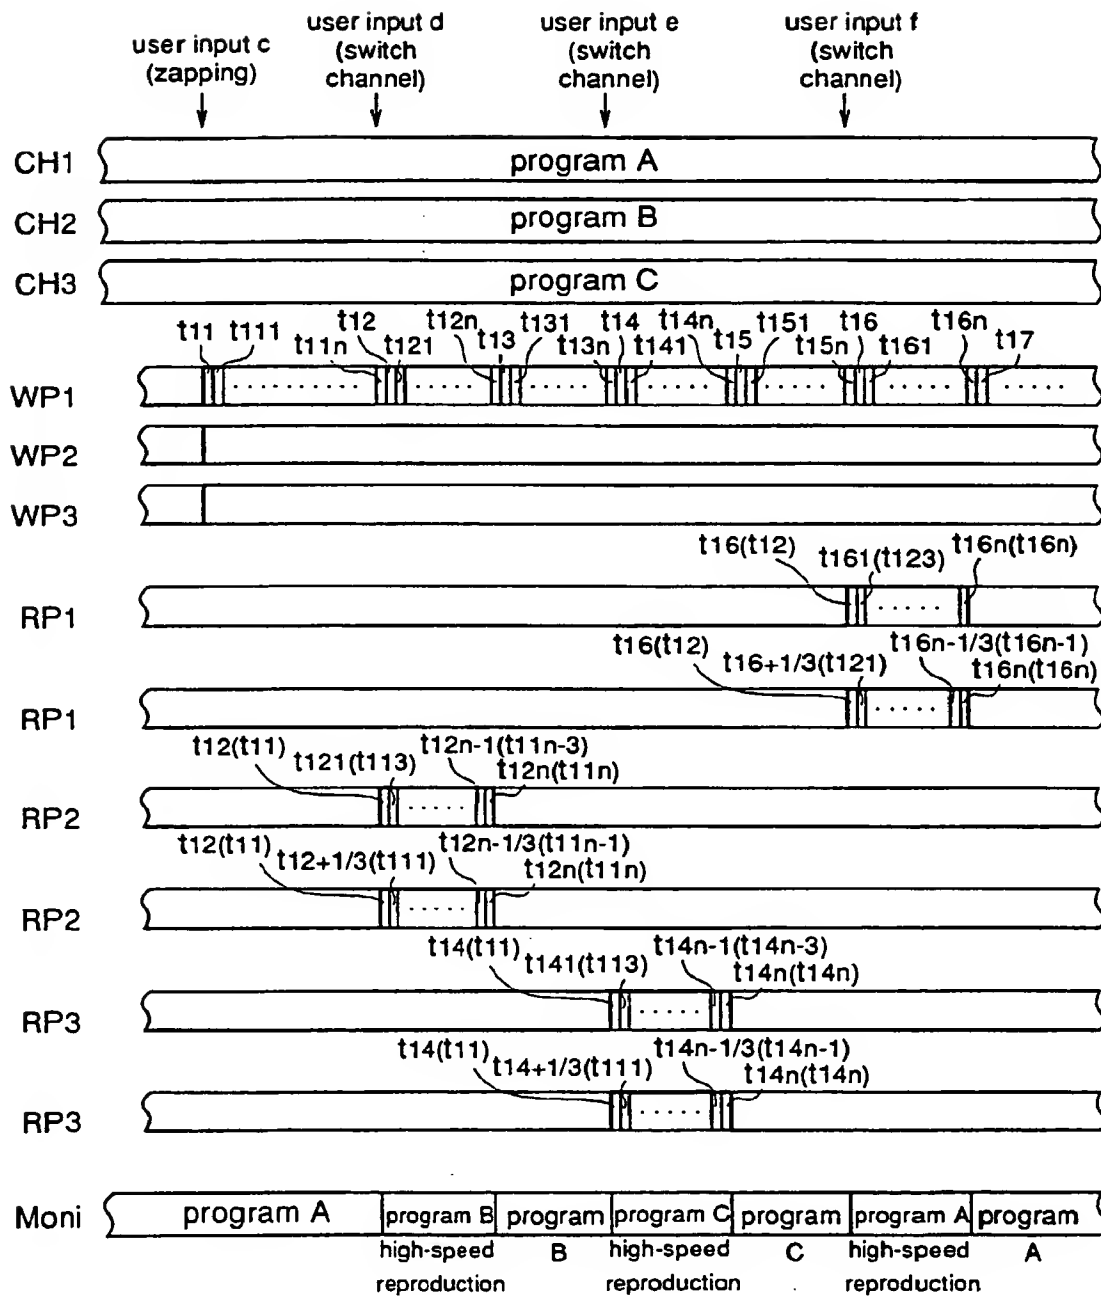 user input c
(zapping)
user input d
(switch
channel)
user input e
(switch
channel)
user input f
(switch
channel)
CH1 program A
CH2 program B
CH3 program C
t11 t111 t11n t12 t121 t12n t13 t131 t13n t14 t141 t14n t15 t151 t15n t16 t161 t16n t17
WP1
WP2
WP3
t16(t12) t161(t123) t16n(t16n)
RP1
t16(t12) t16+1/3(t121) t16n-1/3(t16n-1) t16n(t16n)
RP1
t12(t11) t121(t113) t12n-1(t11n-3) t12n(t11n)
RP2
t12(t11) t12+1/3(t111) t12n-1/3(t11n-1) t12n(t11n)
RP2
t14(t11) t141(t113) t14n-1(t14n-3) t14n(t14n)
RP3
t14(t11) t14+1/3(t111) t14n-1/3(t14n-1) t14n(t14n)
RP3
Moni program A program B program program C program program A program
high-speed B high-speed C high-speed A
reproduction reproduction reproduction